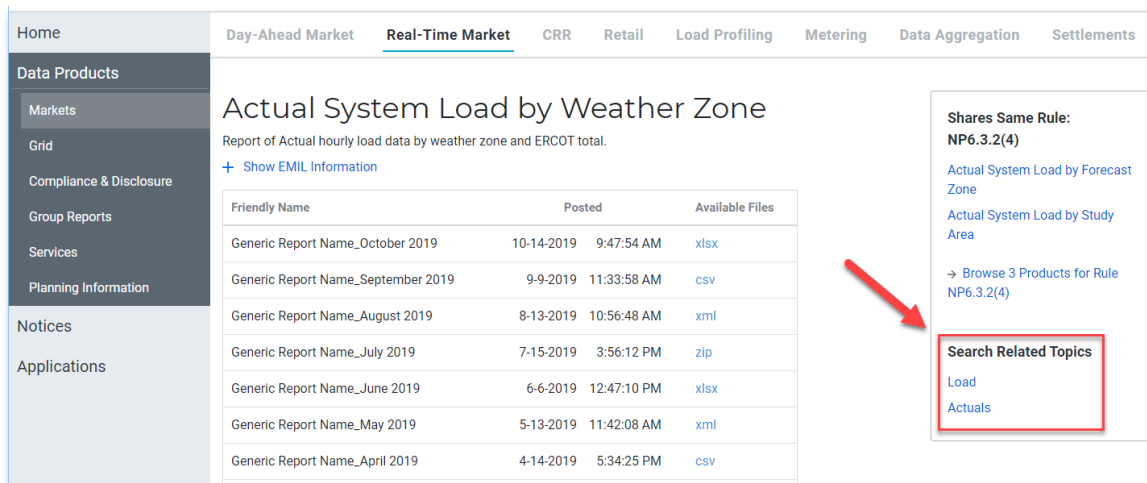 Home
Data Products
Markets
Grid
Compliance & Disclosure
Group Reports
Services
Planning Information
Notices
Applications
Day-Ahead Market Real-Time Market CRR Retail Load Profiling Metering Data Aggregation Settlements
Actual System Load by Weather Zone
Report of Actual hourly load data by weather zone and ERCOT total.
+ Show EMIL Information
Friendly Name Posted Available Files
Generic Report Name_October 2019 10-14-2019 9:47:54 AM xlsx
Generic Report Name_September 2019 9-9-2019 11:33:58 AM csv
Generic Report Name_August 2019 8-13-2019 10:56:48 AM xml
Generic Report Name_July 2019 7-15-2019 3:56:12 PM zip
Generic Report Name_June 2019 6-6-2019 12:47:10 PM xlsx
Generic Report Name_May 2019 5-13-2019 11:42:08 AM xml
Generic Report Name_April 2019 4-14-2019 5:34:25 PM csv
Shares Same Rule:
NP6.3.2(4)
Actual System Load by Forecast
Zone
Actual System Load by Study
Area
→ Browse 3 Products for Rule
NP6.3.2(4)
Search Related Topics
Load
Actuals